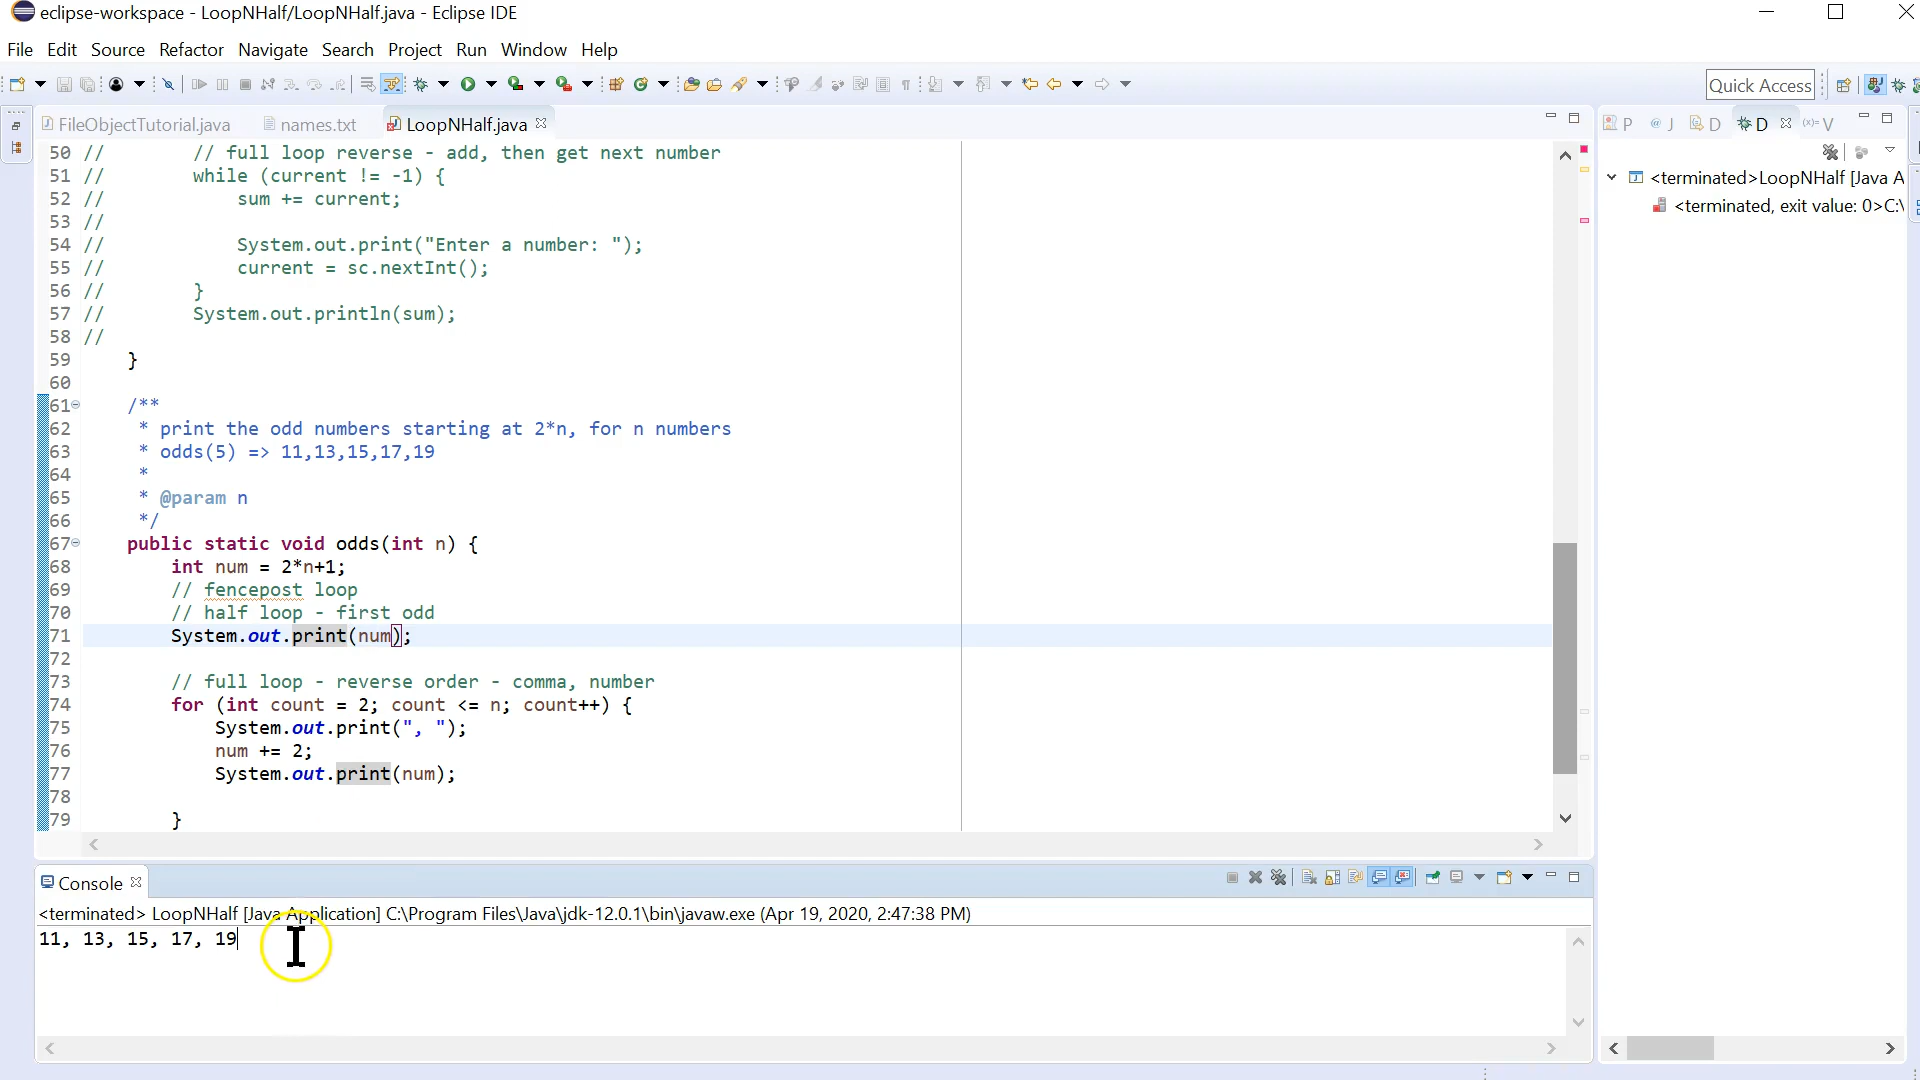 eclipse-workspace - LoopNHalf/LoopNHalf.java - Eclipse IDE
File Edit Source Refactor Navigate Search Project Run Window Help
Quick Access
FileObjectTutorial.java names.txt LoopNHalf.java
P @ J D D (x)= V
50 // // full loop reverse - add, then get next number
51 // while (current != -1) {
52 // sum += current;
53 //
54 // System.out.print("Enter a number: ");
55 // current = sc.nextInt();
56 // }
57 // System.out.println(sum);
58 //
59 }
60
61 /**
62 * print the odd numbers starting at 2*n, for n numbers
63 * odds(5) => 11,13,15,17,19
64 *
65 * @param n
66 */
67 public static void odds(int n) {
68 int num = 2*n+1;
69 // fencepost loop
70 // half loop - first odd
71 System.out.print(num);
72
73 // full loop - reverse order - comma, number
74 for (int count = 2; count <= n; count++) {
75 System.out.print(", ");
76 num += 2;
77 System.out.print(num);
78
79 }
<terminated>LoopNHalf [Java A
<terminated, exit value: 0>C:\
Console
<terminated> LoopNHalf [Java Application] C:\Program Files\Java\jdk-12.0.1\bin\javaw.exe (Apr 19, 2020, 2:47:38 PM)
11, 13, 15, 17, 19